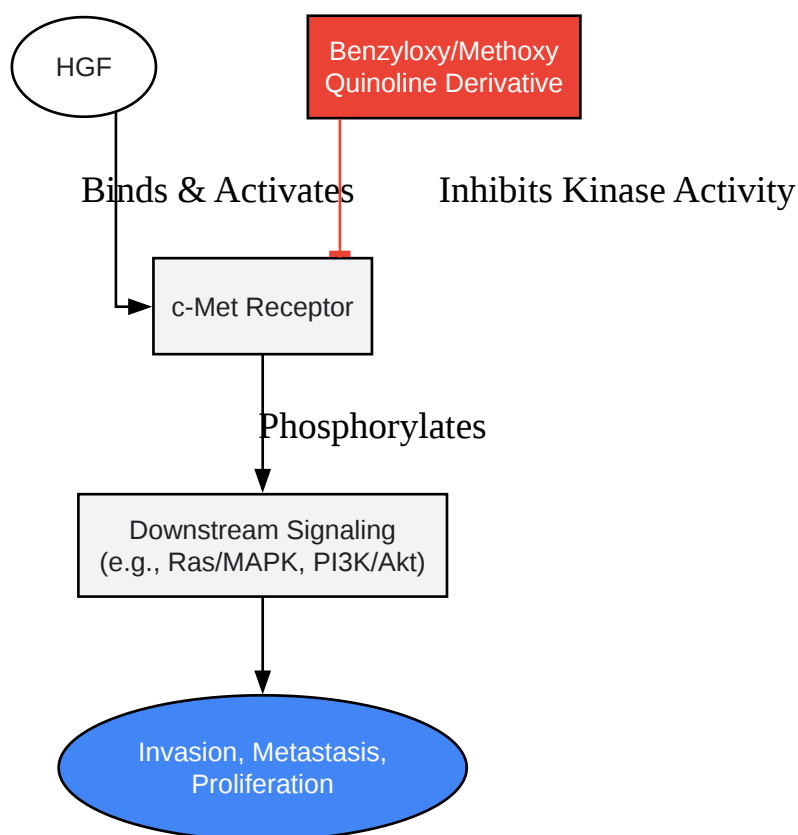 HGF
Benzyloxy/Methoxy
Quinoline Derivative
Binds & Activates
Inhibits Kinase Activity
c-Met Receptor
Phosphorylates
Downstream Signaling
(e.g., Ras/MAPK, PI3K/Akt)
Invasion, Metastasis,
Proliferation